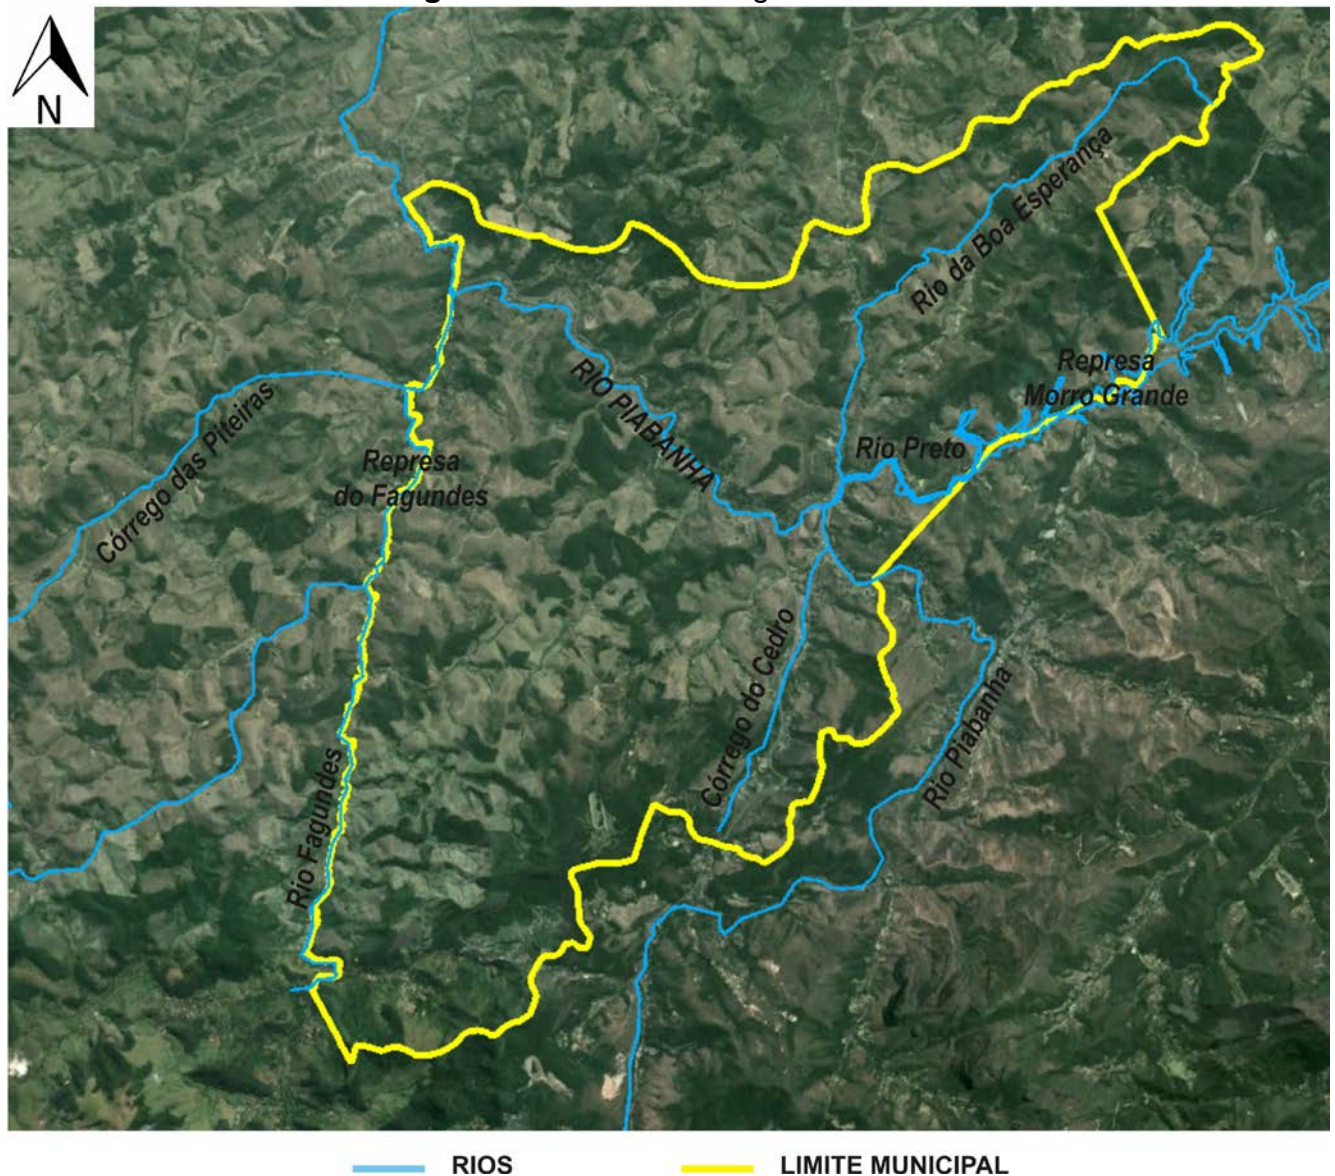 N
Rio da Boa Esperança
Represa
Morro Grande
RIO PIABANHA
Córrego das Piteiras
Rio Preto
Represa
do Fagundes
Córrego do Cedro
Rio Piabanha
Rio Fagundes
RIOS
LIMITE MUNICIPAL